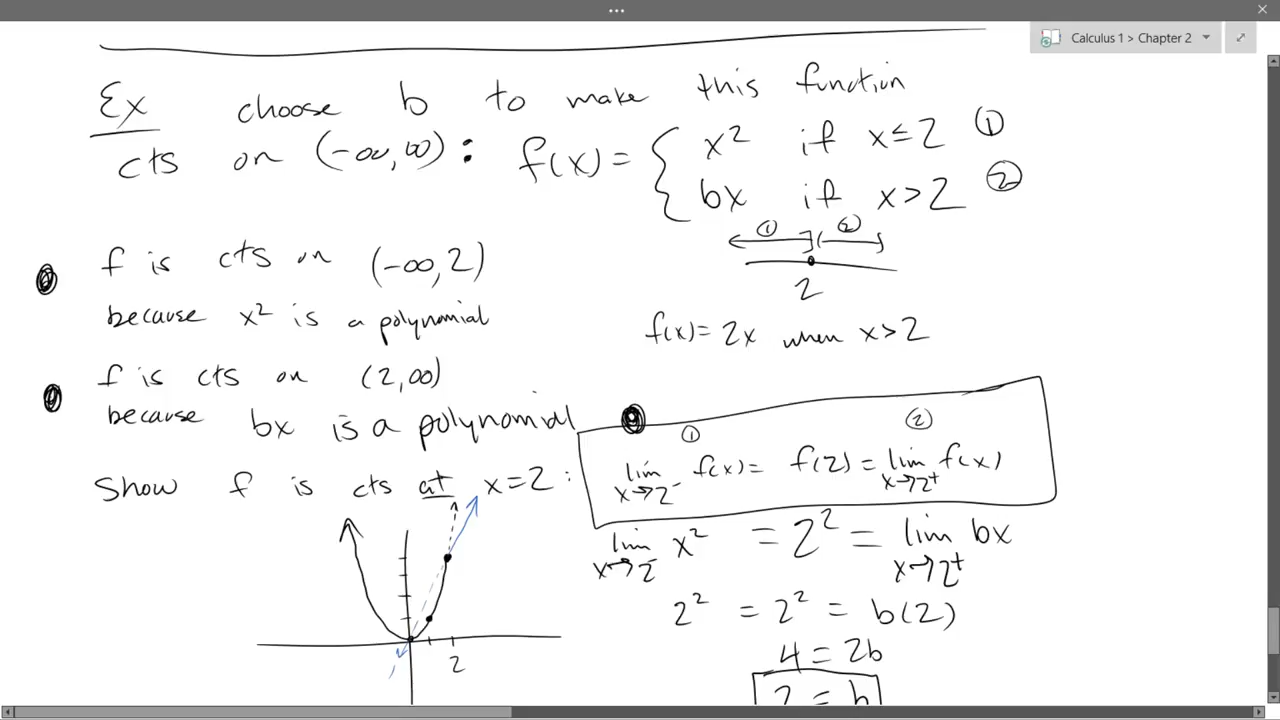 Calculus 1 > Chapter 2
Ex choose b to make this function
cts on (-∞,∞): f(x) = { x² if x≤2 ①
bx if x>2 ②
① ②
2
f is cts on (-∞,2)
because x² is a polynomial
f(x)= 2x when x>2
f is cts on (2,∞)
because bx is a polynomial
Show f is cts at x=2:
① ②
lim x→2⁻ f(x) = f(2) = lim x→2⁺ f(x)
lim x→2⁻ x² = 2² = lim x→2⁺ bx
2² = 2² = b(2)
4 = 2b
2 = b
2